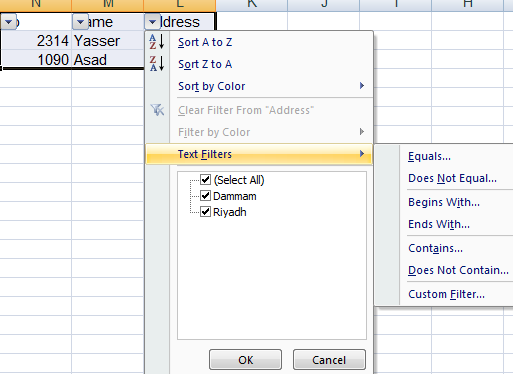 N M L K J I H
ame ddress
2314 Yasser
1090 Asad
Sort A to Z
Sort Z to A
Sort by Color
Clear Filter From "Address"
Filter by Color
Text Filters
(Select All)
Dammam
Riyadh
OK Cancel
Equals...
Does Not Equal...
Begins With...
Ends With...
Contains...
Does Not Contain...
Custom Filter...